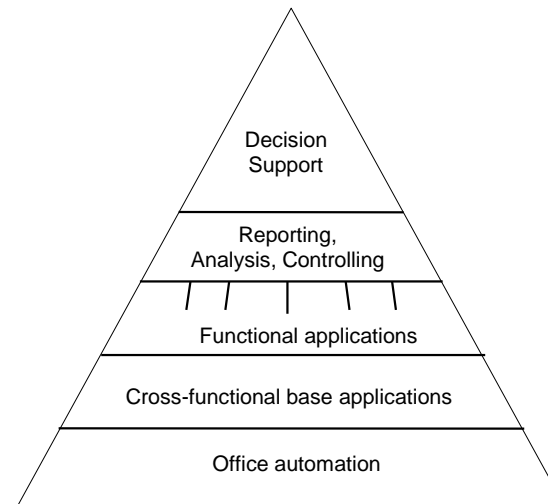 Decision
Support
Reporting,
Analysis, Controlling
Functional applications
Cross-functional base applications
Office automation